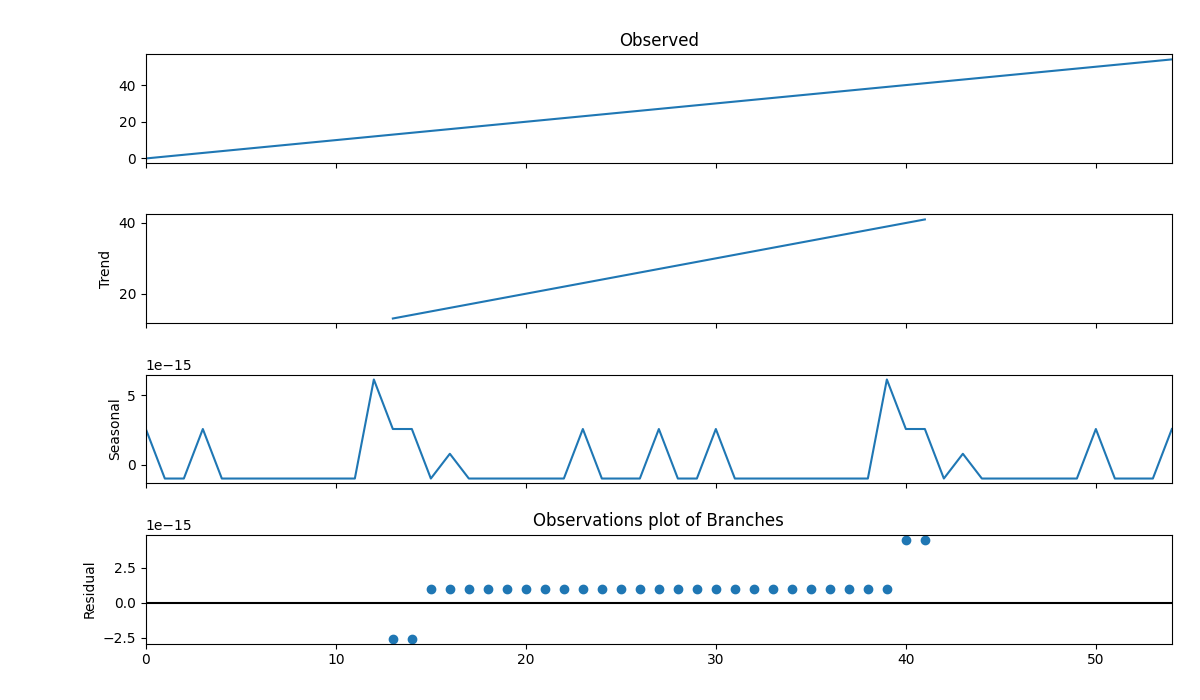 Observed
40
20
0
Trend
40
20
1e−15
Seasonal
5
0
Observations plot of Branches
1e−15
Residual
2.5
0.0
−2.5
0 10 20 30 40 50